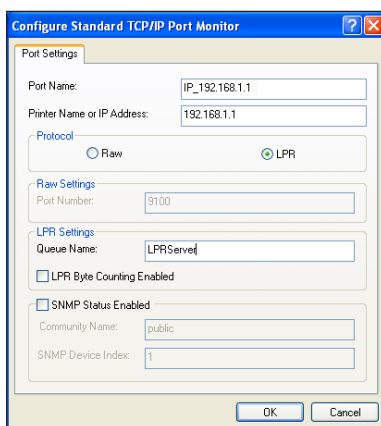 Configure Standard TCP/IP Port Monitor
Port Settings
Port Name: IP_192.168.1.1
Printer Name or IP Address: 192.168.1.1
Protocol
Raw LPR
Raw Settings
Port Number: 9100
LPR Settings
Queue Name: LPRServer
LPR Byte Counting Enabled
SNMP Status Enabled
Community Name: public
SNMP Device Index: 1
OK Cancel